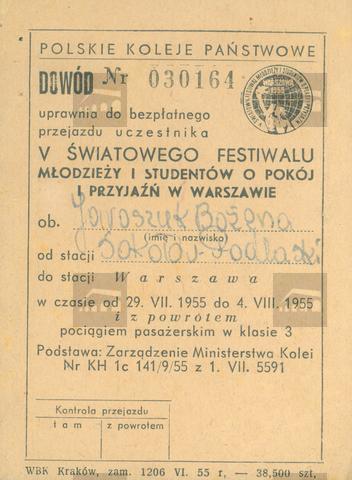 POLSKIE KOLEJE PAŃSTWOWE
DOWÓD Nr 030164
uprawnia do bezpłatnego
przejazdu uczestnika
V ŚWIATOWEGO FESTIWALU
MŁODZIEŻY I STUDENTÓW O POKÓJ
I PRZYJAŹŃ W WARSZAWIE
ob. Jaroszuk Bożena
(imię i nazwisko)
od stacji Sokołów-Podlaski
do stacji Warszawa
w czasie od 29. VII. 1955 do 4. VIII. 1955
i z powrótem
pociągiem pasażerskim w klasie 3
Podstawa: Zarządzenie Ministerstwa Kolei
Nr KH 1c 141/9/55 z 1. VII. 5591
Kontrola przejazdu
tam z powrotem
WBK Kraków, zam. 1206 VI. 55 r, — 38,500 szt,